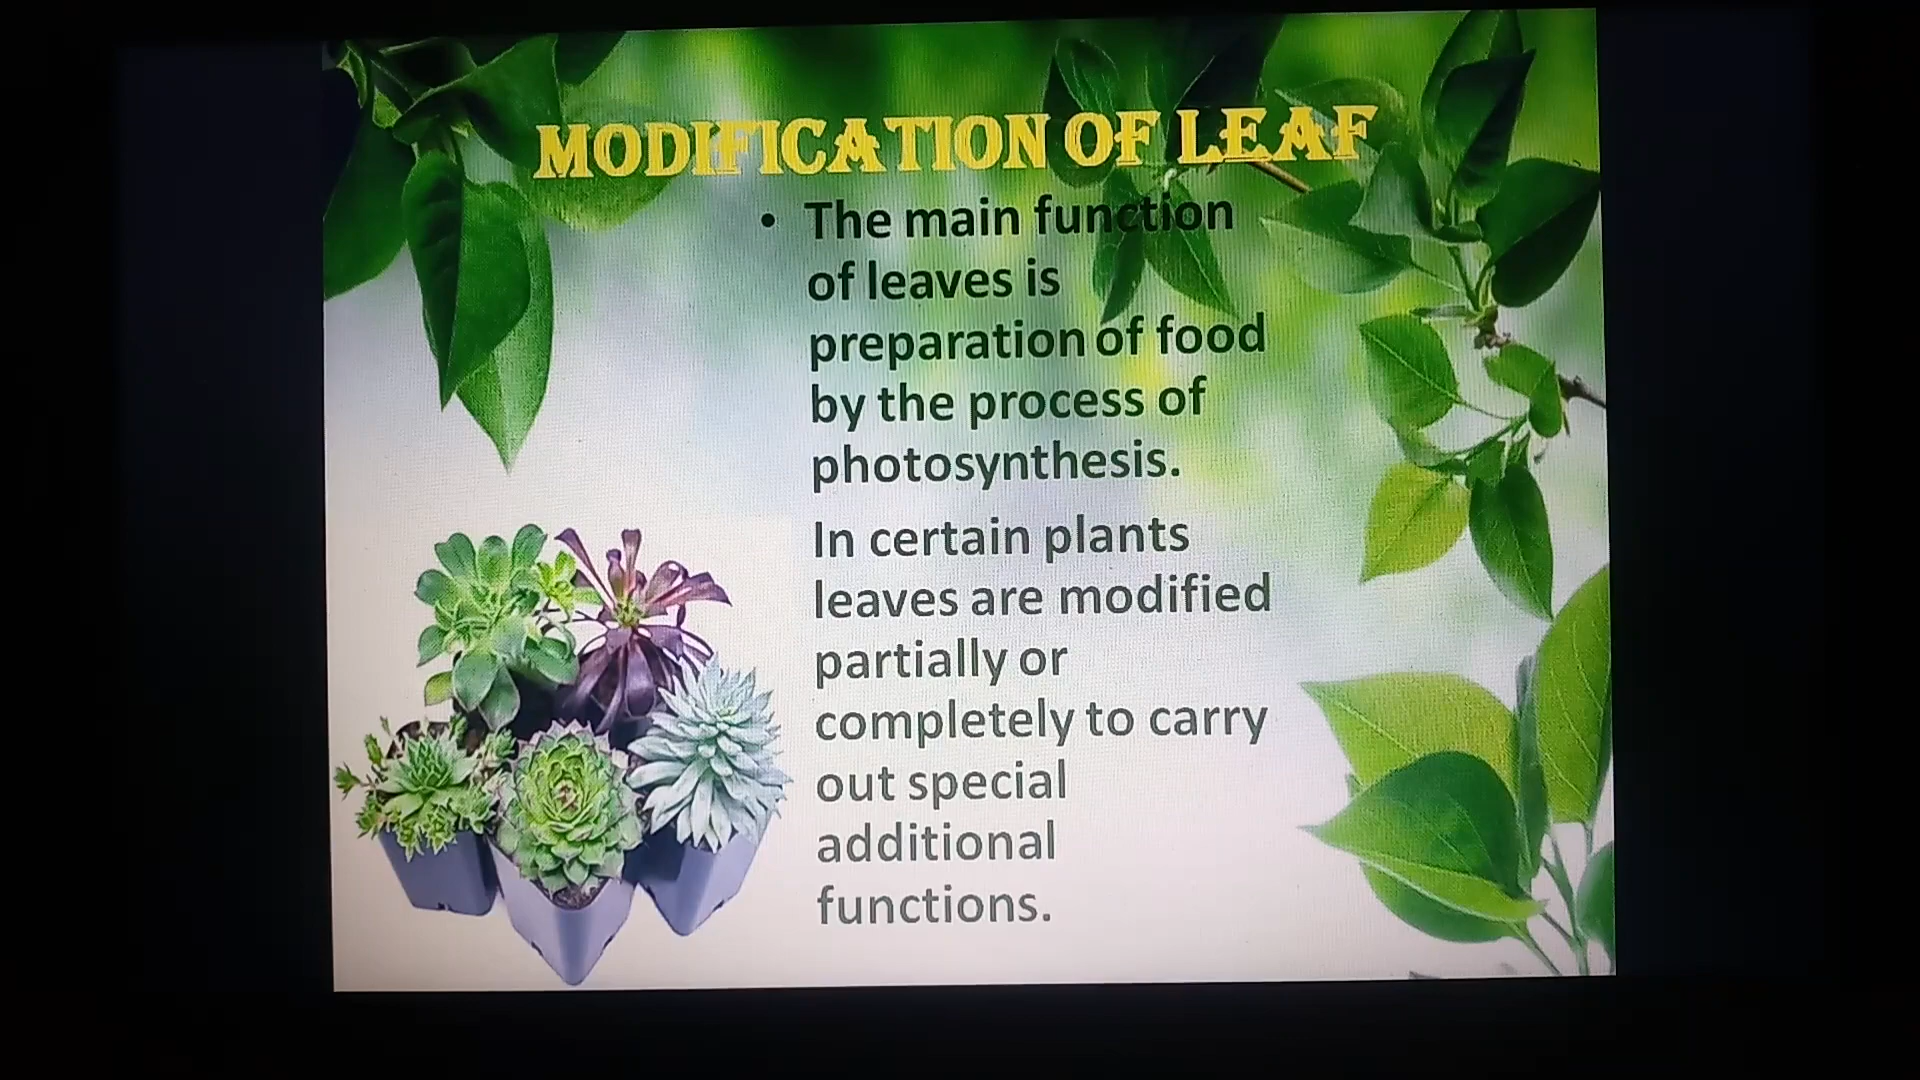 MODIFICATION OF LEAF
• The main function
of leaves is
preparation of food
by the process of
photosynthesis.
In certain plants
leaves are modified
partially or
completely to carry
out special
additional
functions.